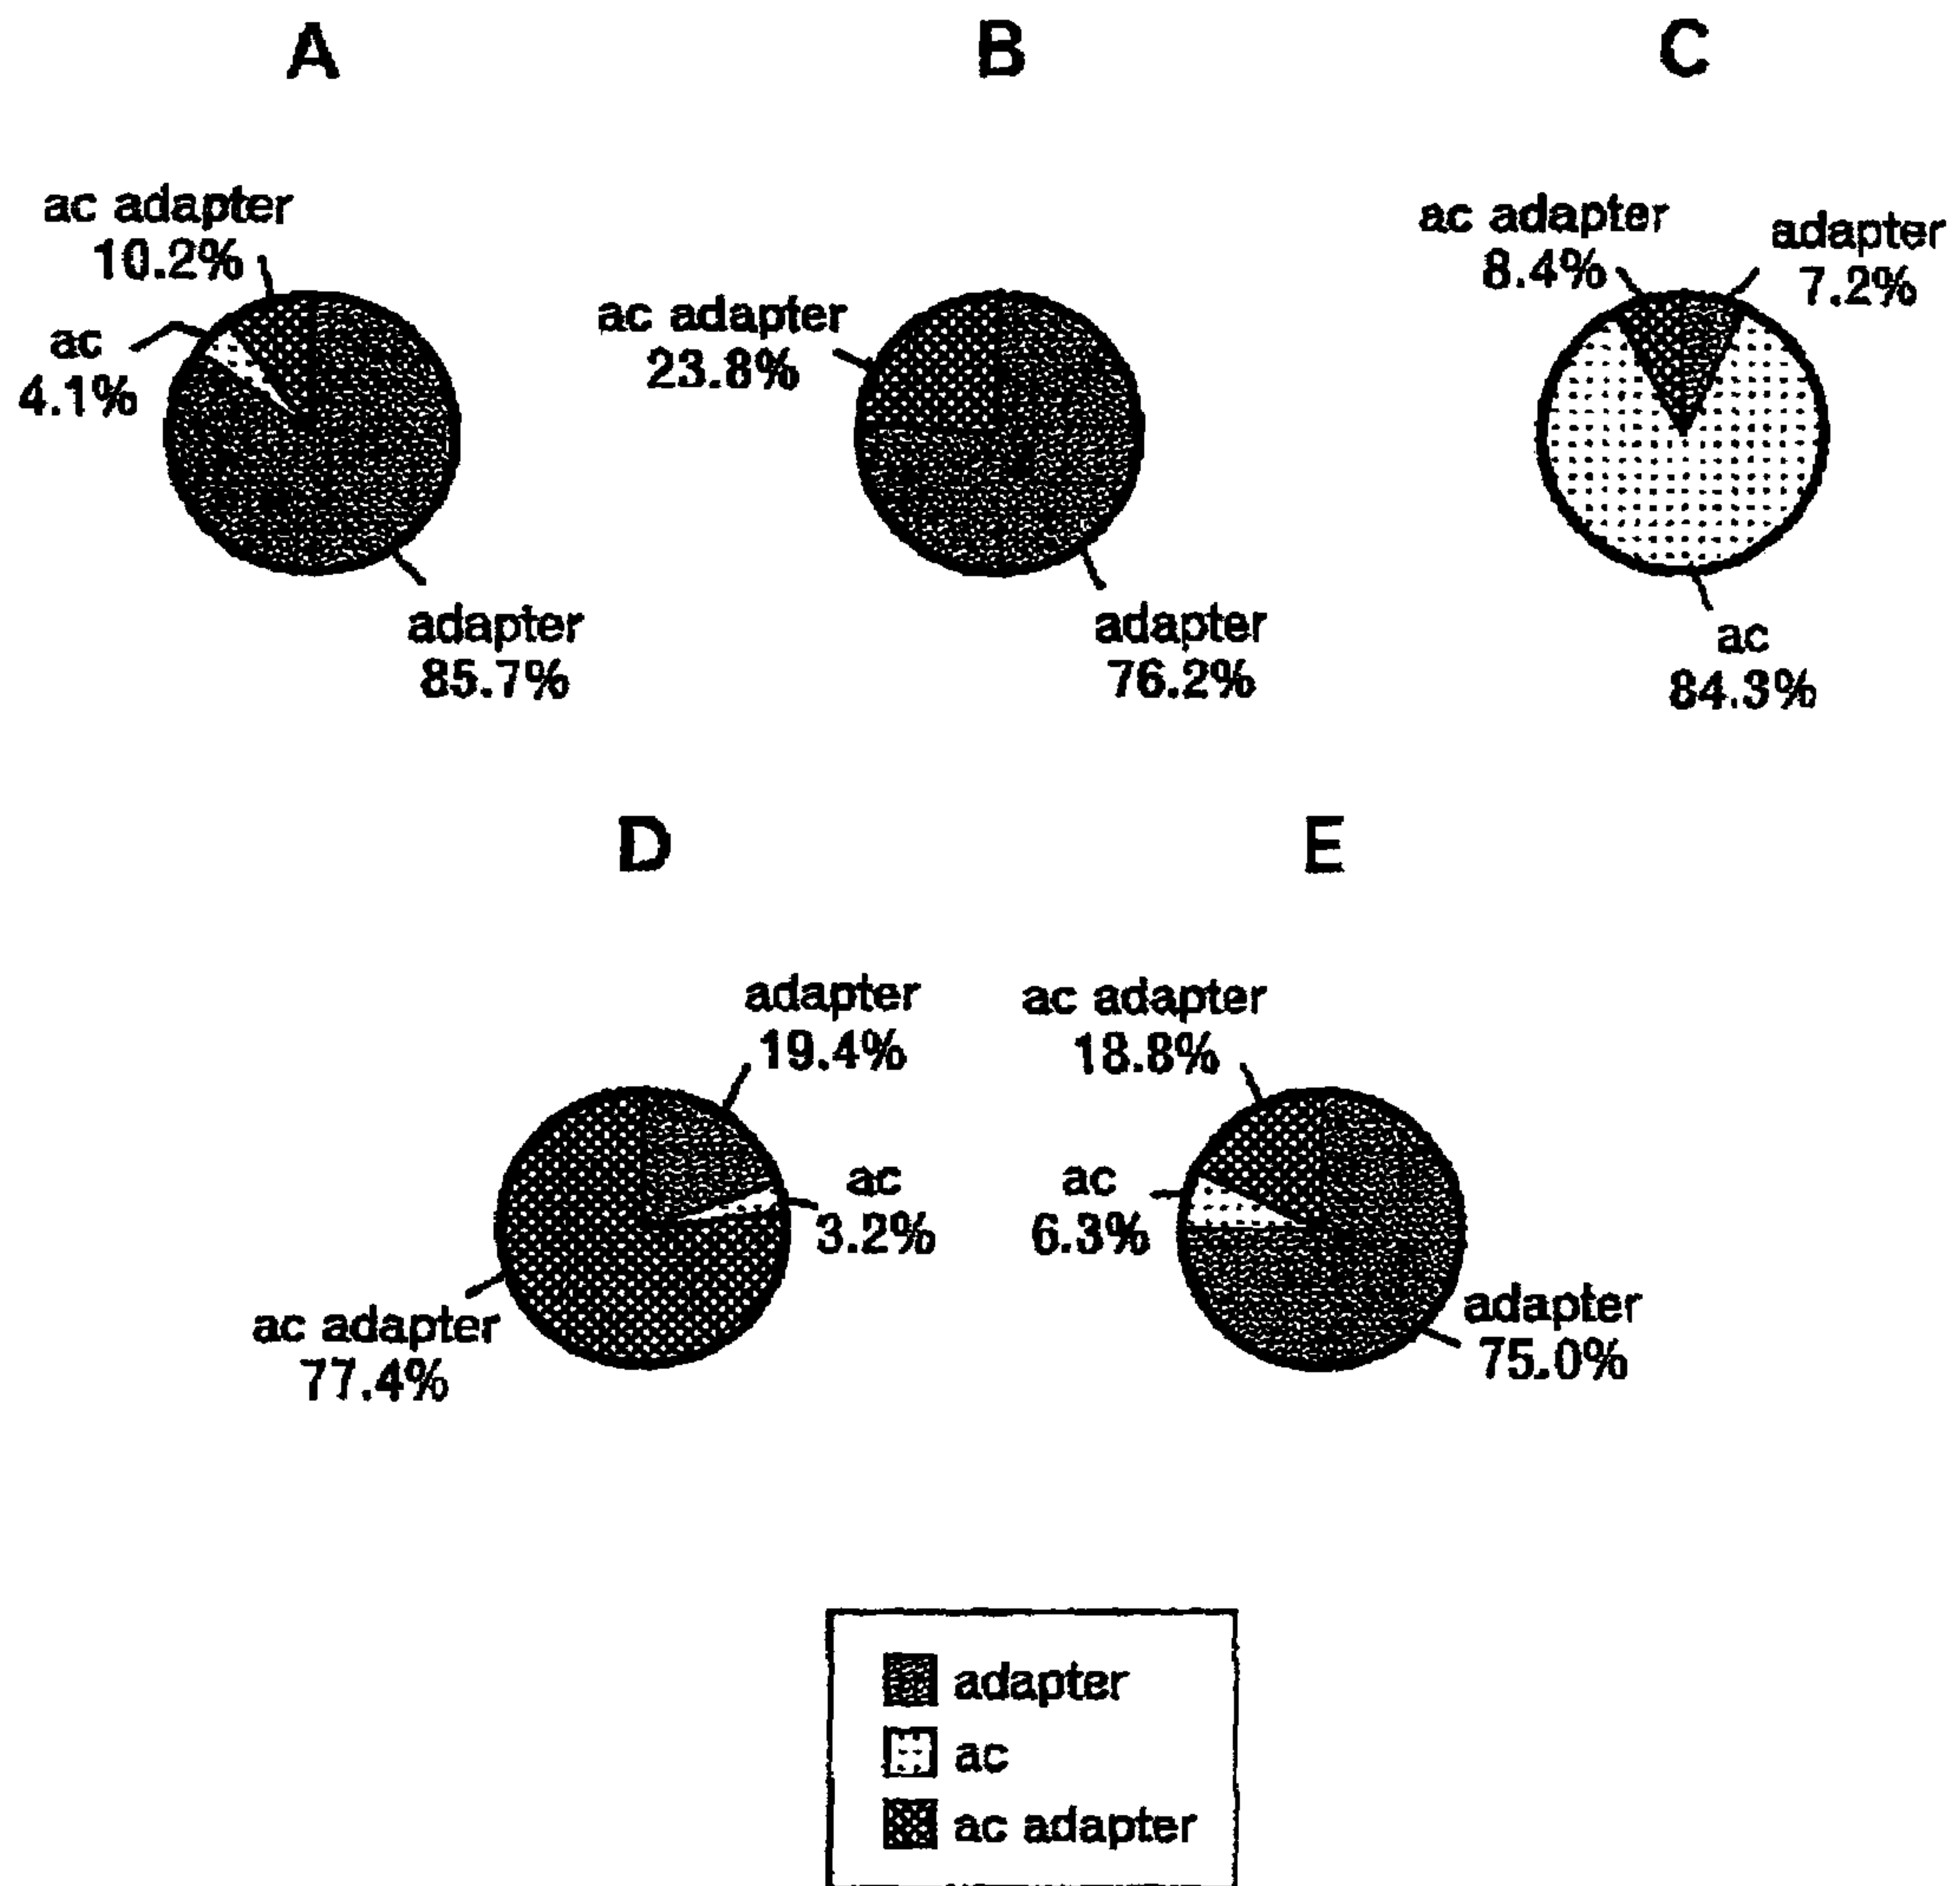 A
B
C
ac adapter
10.2%
ac
4.1%
adapter
85.7%
ac adapter
23.8%
adapter
76.2%
ac adapter
8.4%
adapter
7.2%
ac
84.3%
D
E
adapter
19.4%
ac
3.2%
ac adapter
77.4%
ac adapter
18.8%
ac
6.3%
adapter
75.0%
adapter
ac
ac adapter